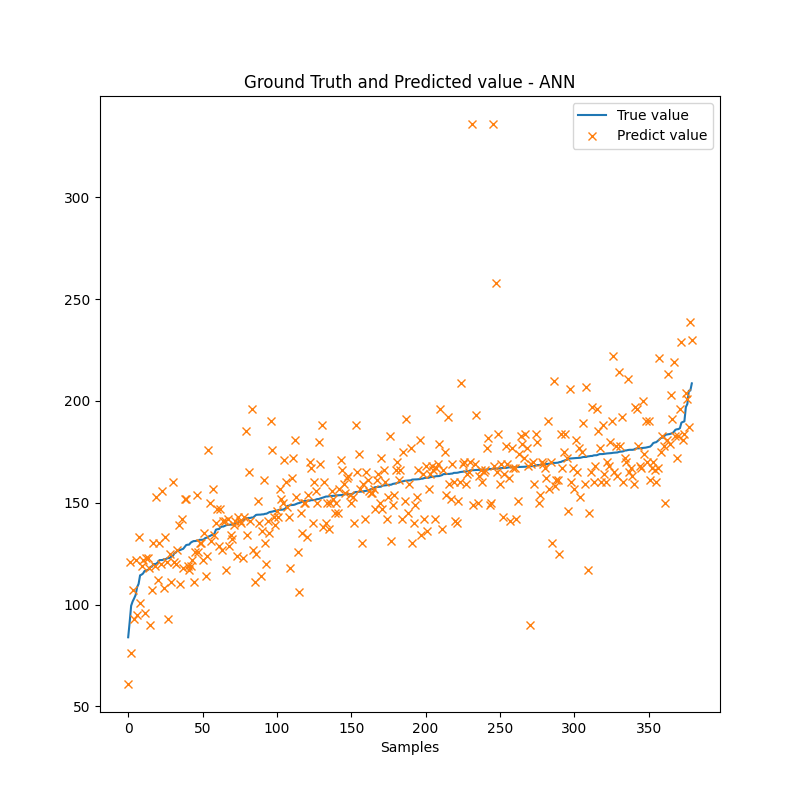 Ground Truth and Predicted value - ANN
True value
Predict value
300
250
200
150
100
50
0 50 100 150 200 250 300 350
Samples